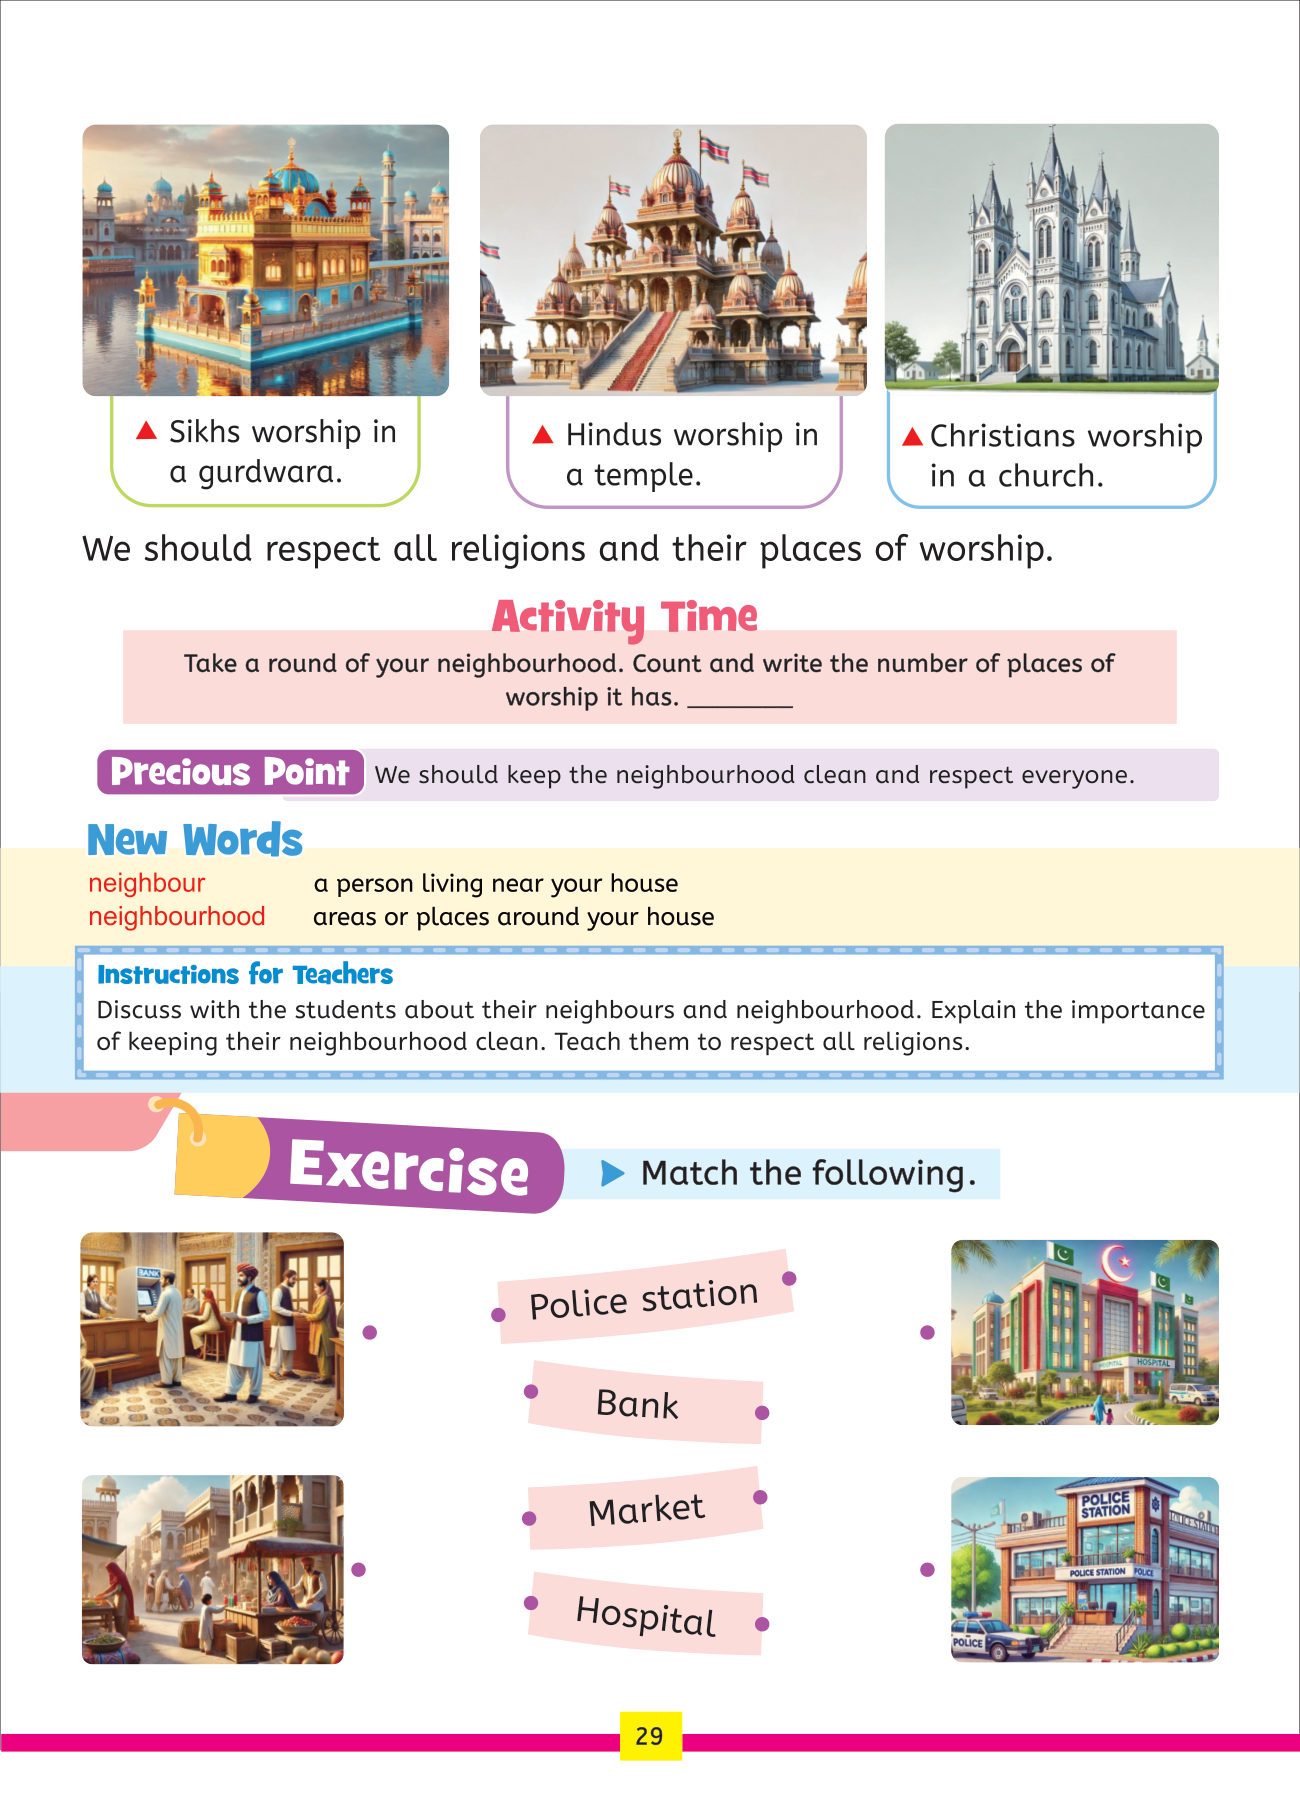 ▲ Sikhs worship in
a gurdwara.
▲ Hindus worship in
a temple.
▲ Christians worship
in a church.
We should respect all religions and their places of worship.
Activity Time
Take a round of your neighbourhood. Count and write the number of places of
worship it has. ________
Precious Point We should keep the neighbourhood clean and respect everyone.
New Words
neighbour a person living near your house
neighbourhood areas or places around your house
Instructions for Teachers
Discuss with the students about their neighbours and neighbourhood. Explain the importance
of keeping their neighbourhood clean. Teach them to respect all religions.
Exercise
Match the following.
BANK
Police station
Bank
Market
Hospital
HOSPITAL HOSPITAL
POLICE
STATION
POLICE STATION
POLICE STATION POLICE
POLICE
29